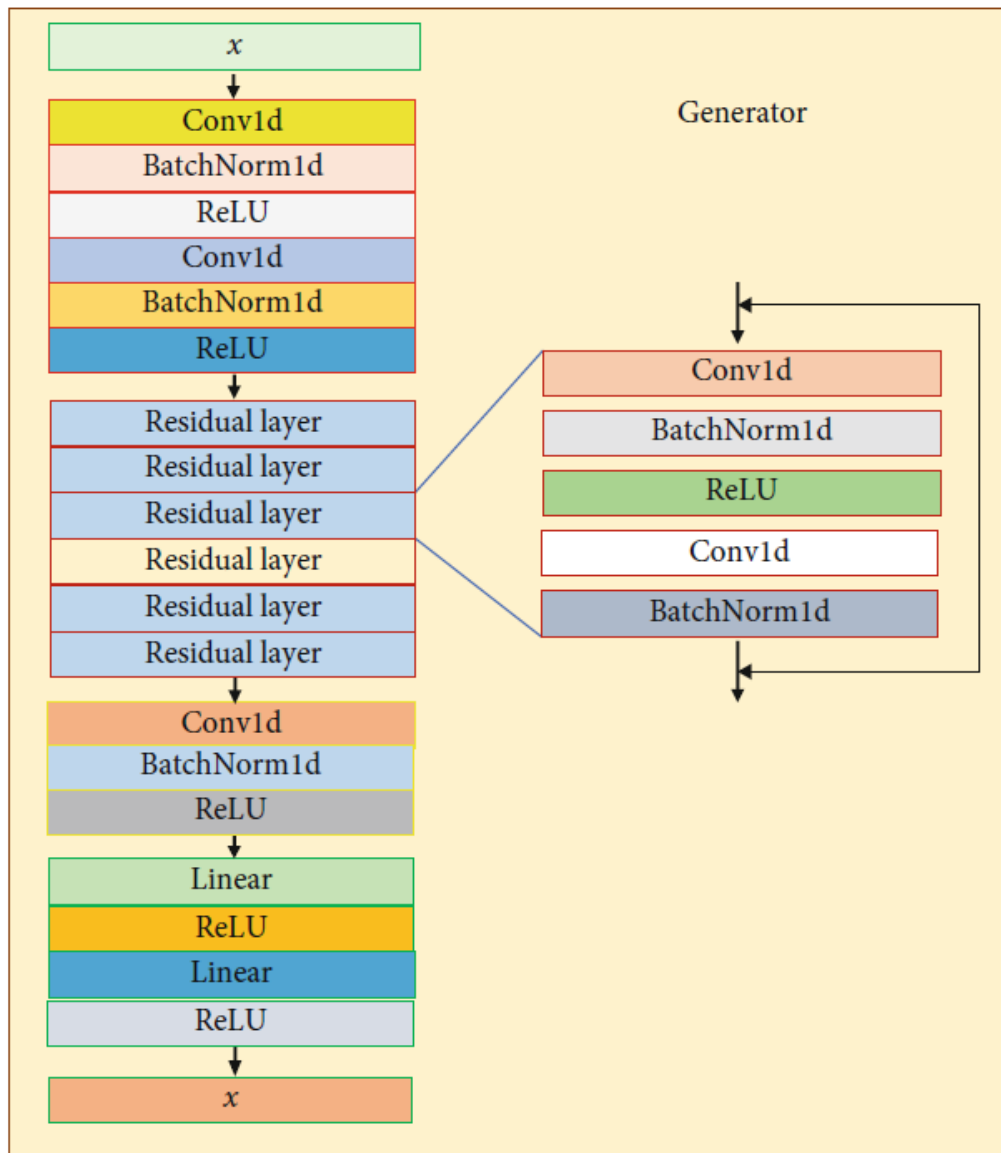 x
Conv1d
BatchNorm1d
ReLU
Conv1d
BatchNorm1d
ReLU
Residual layer
Residual layer
Residual layer
Residual layer
Residual layer
Residual layer
Conv1d
BatchNorm1d
ReLU
Linear
ReLU
Linear
ReLU
x
Generator
Conv1d
BatchNorm1d
ReLU
Conv1d
BatchNorm1d